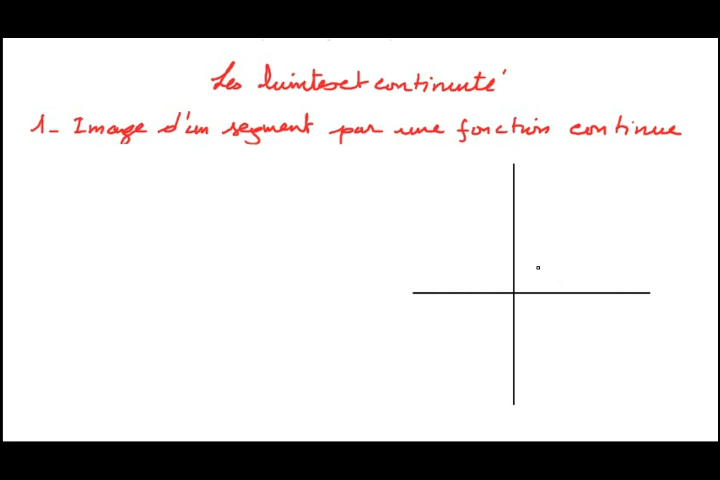 Les limites et continuité
1- Image d'un segment par une fonction continue